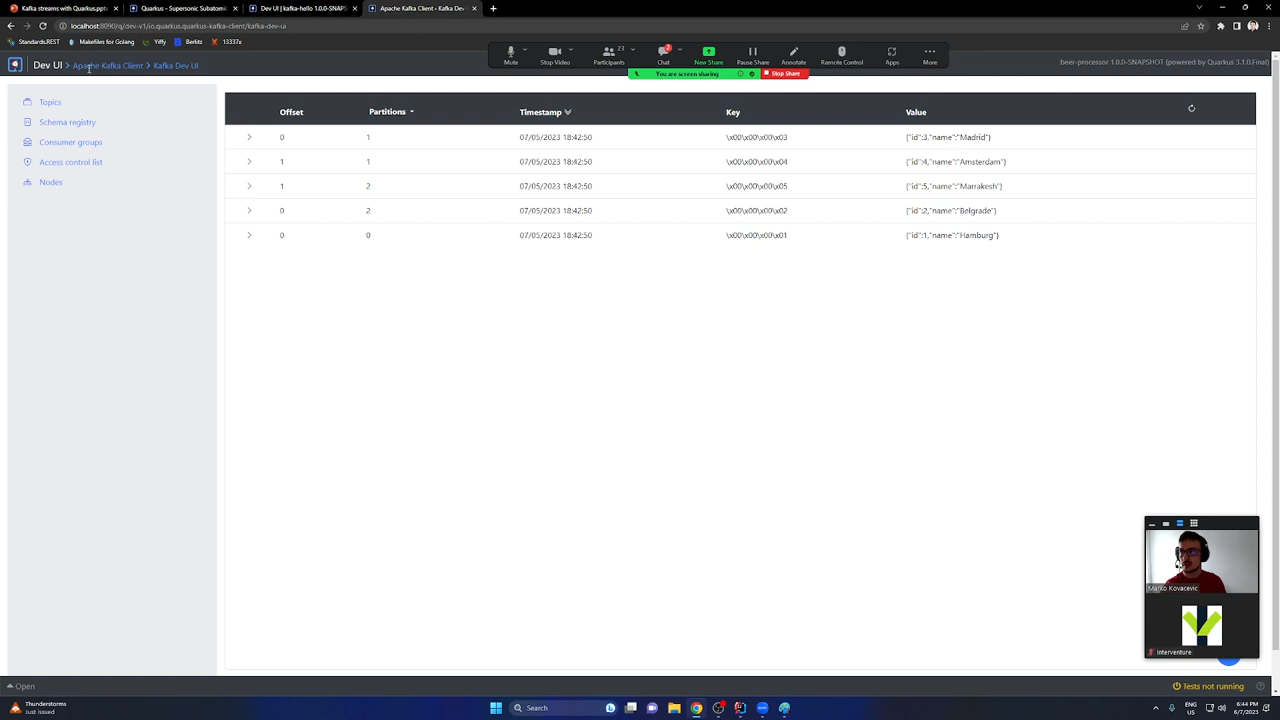 Kafka streams with Quarkus.ppt
Quarkus - Supersonic Subatomic
Dev UI | kafka-hello 1.0.0-SNAPS
Apache Kafka Client - Kafka Dev
localhost:8090/q/dev-v1/io.quarkus.quarkus-kafka-client/kafka-dev-ui
Standards.REST Makefiles for Golang Yiffy Berlitz 13337x
Mute Stop Video Participants 23 Chat 2 New Share Pause Share Annotate Remote Control Apps More
You are screen sharing Stop Share
Dev UI > Apache Kafka Client > Kafka Dev UI
beer-processor 1.0.0-SNAPSHOT (powered by Quarkus 3.1.0.Final)
Topics
Schema registry
Consumer groups
Access control list
Nodes
Offset Partitions Timestamp Key Value
0 1 07/05/2023 18:42:50 \x00\x00\x00\x03 {"id":3,"name":"Madrid"}
1 1 07/05/2023 18:42:50 \x00\x00\x00\x04 {"id":4,"name":"Amsterdam"}
1 2 07/05/2023 18:42:50 \x00\x00\x00\x05 {"id":5,"name":"Marrakesh"}
0 2 07/05/2023 18:42:50 \x00\x00\x00\x02 {"id":2,"name":"Belgrade"}
0 0 07/05/2023 18:42:50 \x00\x00\x00\x01 {"id":1,"name":"Hamburg"}
Marko Kovacevic
interventure
Open
Tests not running
Thunderstorms
Just issued
Search
ENG
US
6:44 PM
6/7/2023